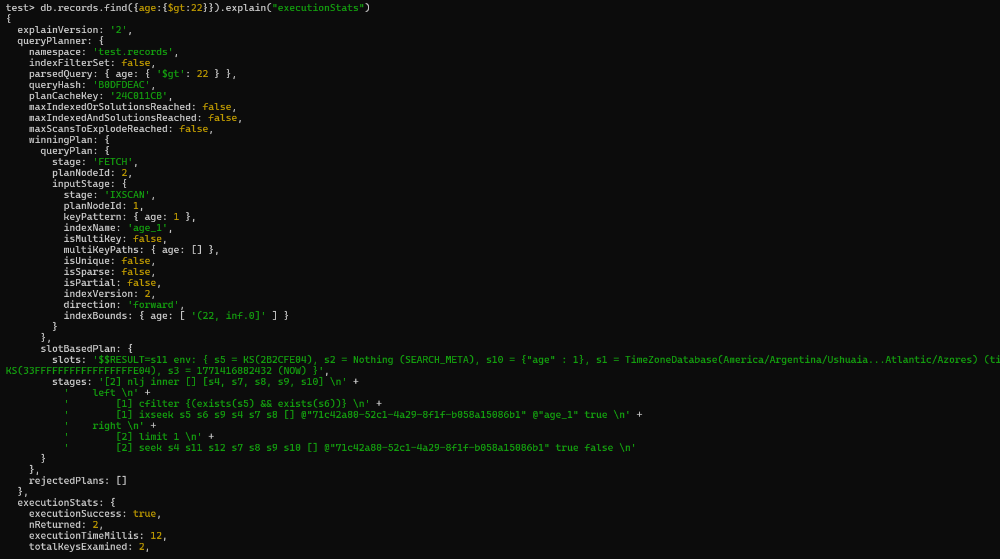 test> db.records.find({age:{$gt:22}}).explain("executionStats")
{
  explainVersion: '2',
  queryPlanner: {
    namespace: 'test.records',
    indexFilterSet: false,
    parsedQuery: { age: { '$gt': 22 } },
    queryHash: 'B0DFDEAC',
    planCacheKey: '24C011CB',
    maxIndexedOrSolutionsReached: false,
    maxIndexedAndSolutionsReached: false,
    maxScansToExplodeReached: false,
    winningPlan: {
      queryPlan: {
        stage: 'FETCH',
        planNodeId: 2,
        inputStage: {
          stage: 'IXSCAN',
          planNodeId: 1,
          keyPattern: { age: 1 },
          indexName: 'age_1',
          isMultiKey: false,
          multiKeyPaths: { age: [] },
          isUnique: false,
          isSparse: false,
          isPartial: false,
          indexVersion: 2,
          direction: 'forward',
          indexBounds: { age: [ '(22, inf.0]' ] }
        }
      },
      slotBasedPlan: {
        slots: '$$RESULT=s11 env: { s5 = KS(2B2CFE04), s2 = Nothing (SEARCH_META), s10 = {"age" : 1}, s1 = TimeZoneDatabase(America/Argentina/Ushuaia...Atlantic/Azores) (ti
KS(33FFFFFFFFFFFFFFFFFE04), s3 = 1771416882432 (NOW) }',
        stages: '[2] nlj inner [] [s4, s7, s8, s9, s10] \n' +
          '    left \n' +
          '        [1] cfilter {(exists(s5) && exists(s6))} \n' +
          '        [1] ixseek s5 s6 s9 s4 s7 s8 [] @"71c42a80-52c1-4a29-8f1f-b058a15086b1" @"age_1" true \n' +
          '    right \n' +
          '        [2] limit 1 \n' +
          '        [2] seek s4 s11 s12 s7 s8 s9 s10 [] @"71c42a80-52c1-4a29-8f1f-b058a15086b1" true false \n'
      }
    },
    rejectedPlans: []
  },
  executionStats: {
    executionSuccess: true,
    nReturned: 2,
    executionTimeMillis: 12,
    totalKeysExamined: 2,